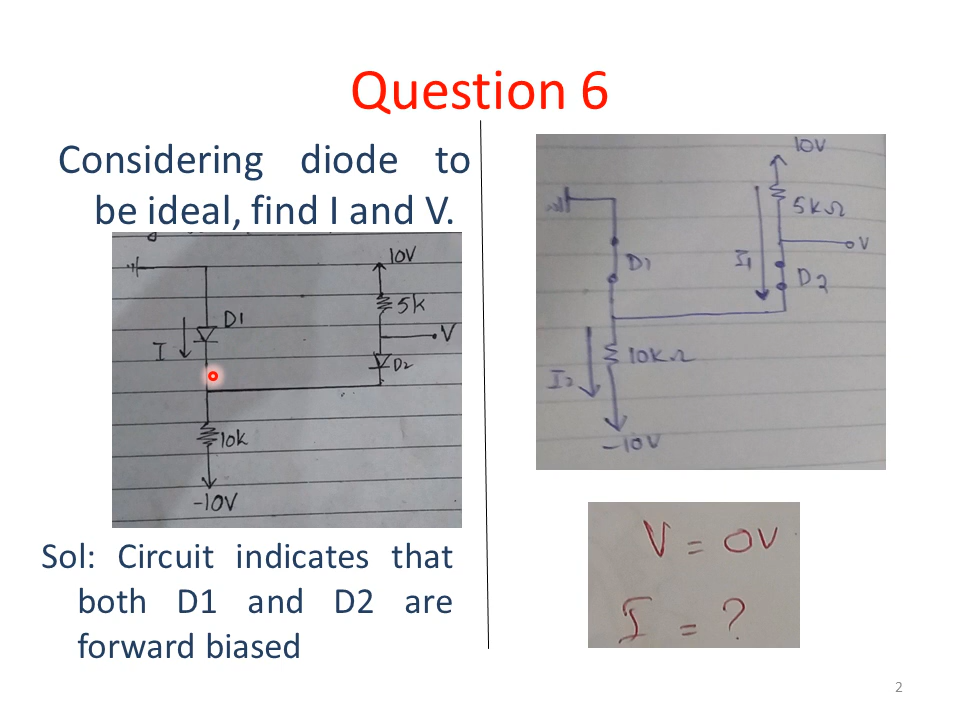 Question 6
Considering diode to
be ideal, find I and V.
10V
5k
D1
V
I
D2
10k
-10V
Sol: Circuit indicates that
both D1 and D2 are
forward biased
10V
5kΩ
V
D1
I1
D2
10kΩ
I2
-10V
V = 0V
I = ?
2